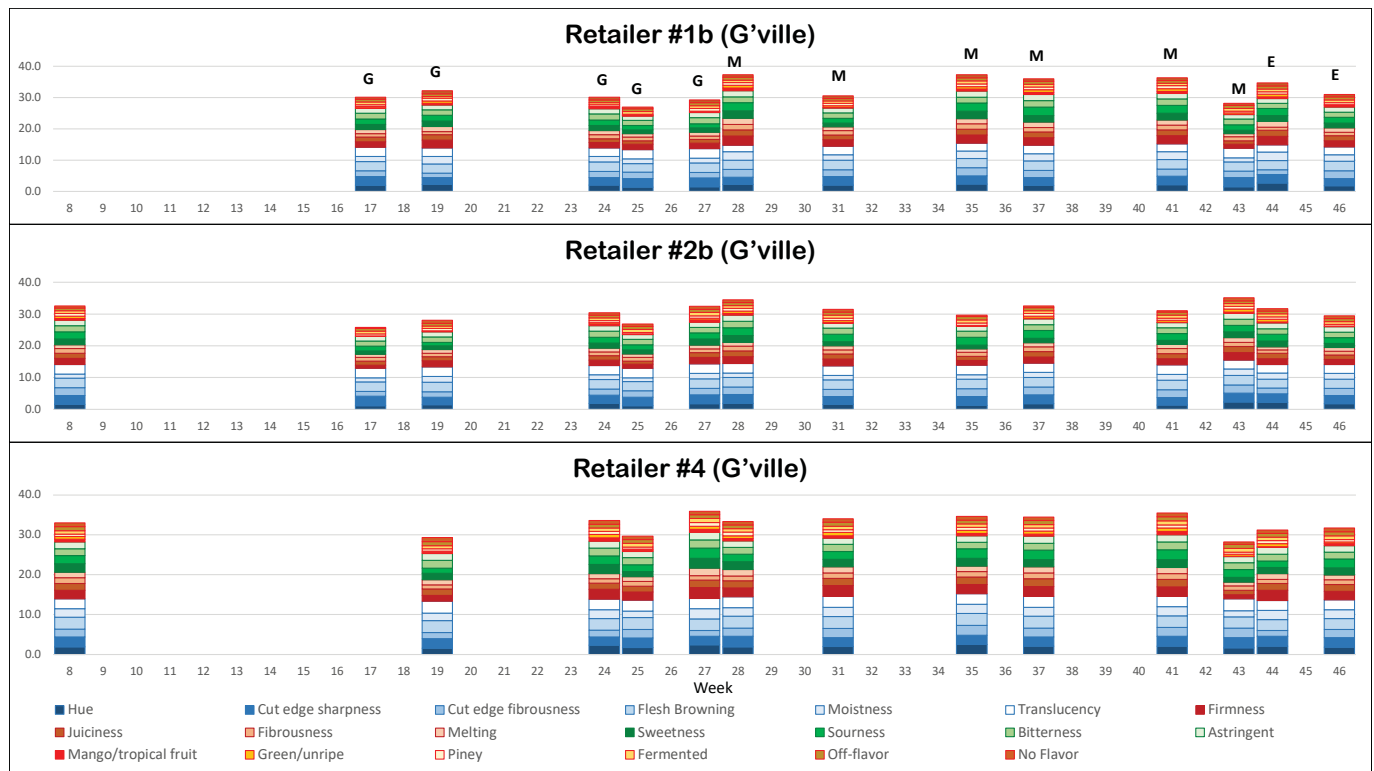 Retailer #1b (G'ville)
G G G G G M M M M M M E E
40.0
30.0
20.0
10.0
0.0
8 9 10 11 12 13 14 15 16 17 18 19 20 21 22 23 24 25 26 27 28 29 30 31 32 33 34 35 36 37 38 39 40 41 42 43 44 45 46
Retailer #2b (G'ville)
40.0
30.0
20.0
10.0
0.0
8 9 10 11 12 13 14 15 16 17 18 19 20 21 22 23 24 25 26 27 28 29 30 31 32 33 34 35 36 37 38 39 40 41 42 43 44 45 46
Retailer #4 (G'ville)
40.0
30.0
20.0
10.0
0.0
8 9 10 11 12 13 14 15 16 17 18 19 20 21 22 23 24 25 26 27 28 29 30 31 32 33 34 35 36 37 38 39 40 41 42 43 44 45 46
Week
Hue Cut edge sharpness Cut edge fibrousness Flesh Browning Moistness Translucency Firmness
Juiciness Fibrousness Melting Sweetness Sourness Bitterness Astringent
Mango/tropical fruit Green/unripe Piney Fermented Off-flavor No Flavor